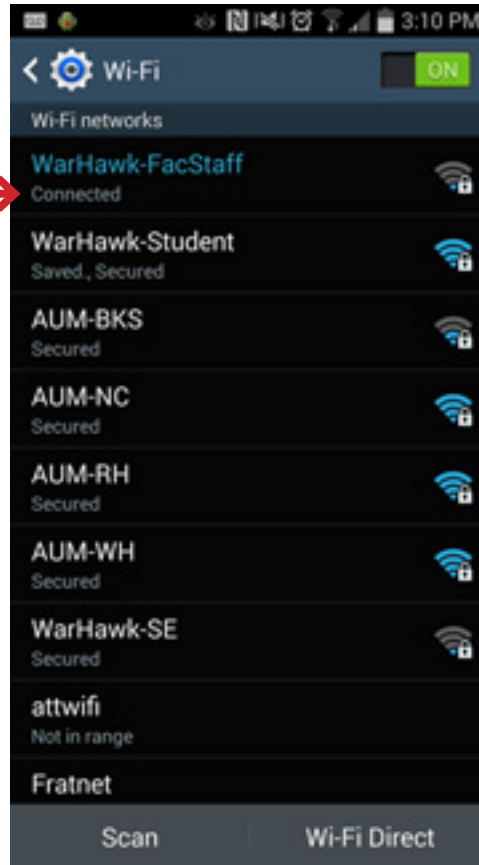 3:10 PM
Wi-Fi
ON
Wi-Fi networks
WarHawk-FacStaff
Connected
WarHawk-Student
Saved., Secured
AUM-BKS
Secured
AUM-NC
Secured
AUM-RH
Secured
AUM-WH
Secured
WarHawk-SE
Secured
attwifi
Not in range
Fratnet
Scan Wi-Fi Direct